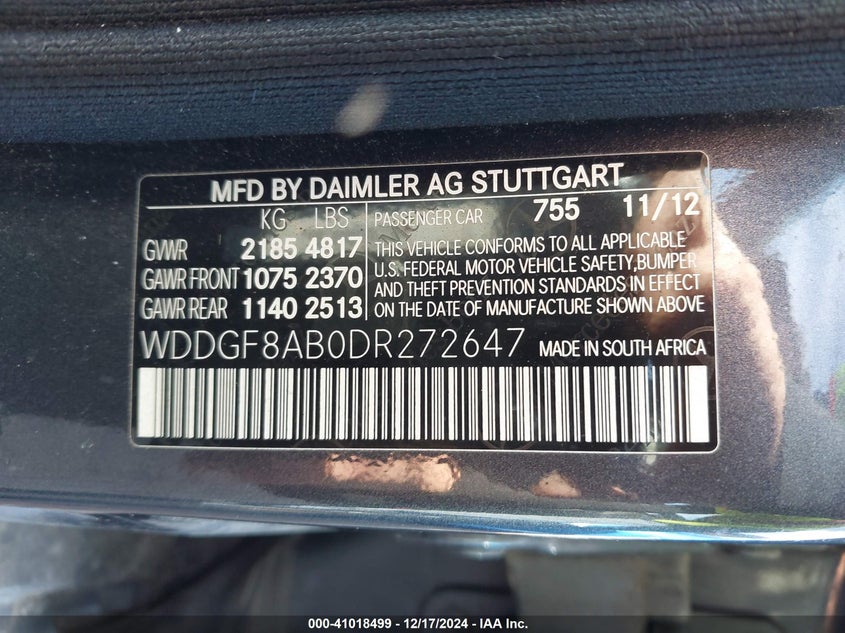 MFD BY DAIMLER AG STUTTGART
KG LBS
GVWR 2185 4817
GAWR FRONT 1075 2370
GAWR REAR 1140 2513
PASSENGER CAR 755 11/12
THIS VEHICLE CONFORMS TO ALL APPLICABLE
U.S. FEDERAL MOTOR VEHICLE SAFETY,BUMPER
AND THEFT PREVENTION STANDARDS IN EFFECT
ON THE DATE OF MANUFACTURE SHOWN ABOVE
WDDGF8AB0DR272647 MADE IN SOUTH AFRICA
000-41018499 - 12/17/2024 - IAA Inc.